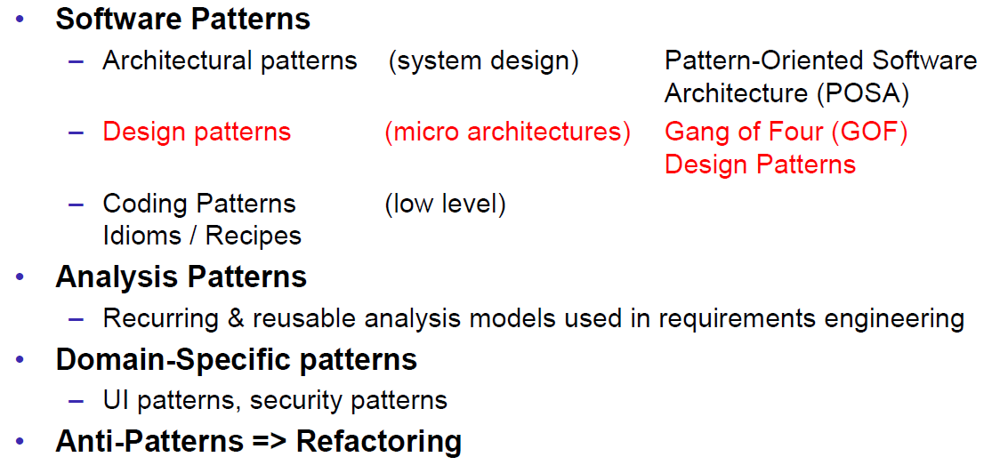 • Software Patterns
– Architectural patterns (system design) Pattern-Oriented Software
Architecture (POSA)
– Design patterns (micro architectures) Gang of Four (GOF)
Design Patterns
– Coding Patterns (low level)
Idioms / Recipes
• Analysis Patterns
– Recurring & reusable analysis models used in requirements engineering
• Domain-Specific patterns
– UI patterns, security patterns
• Anti-Patterns => Refactoring